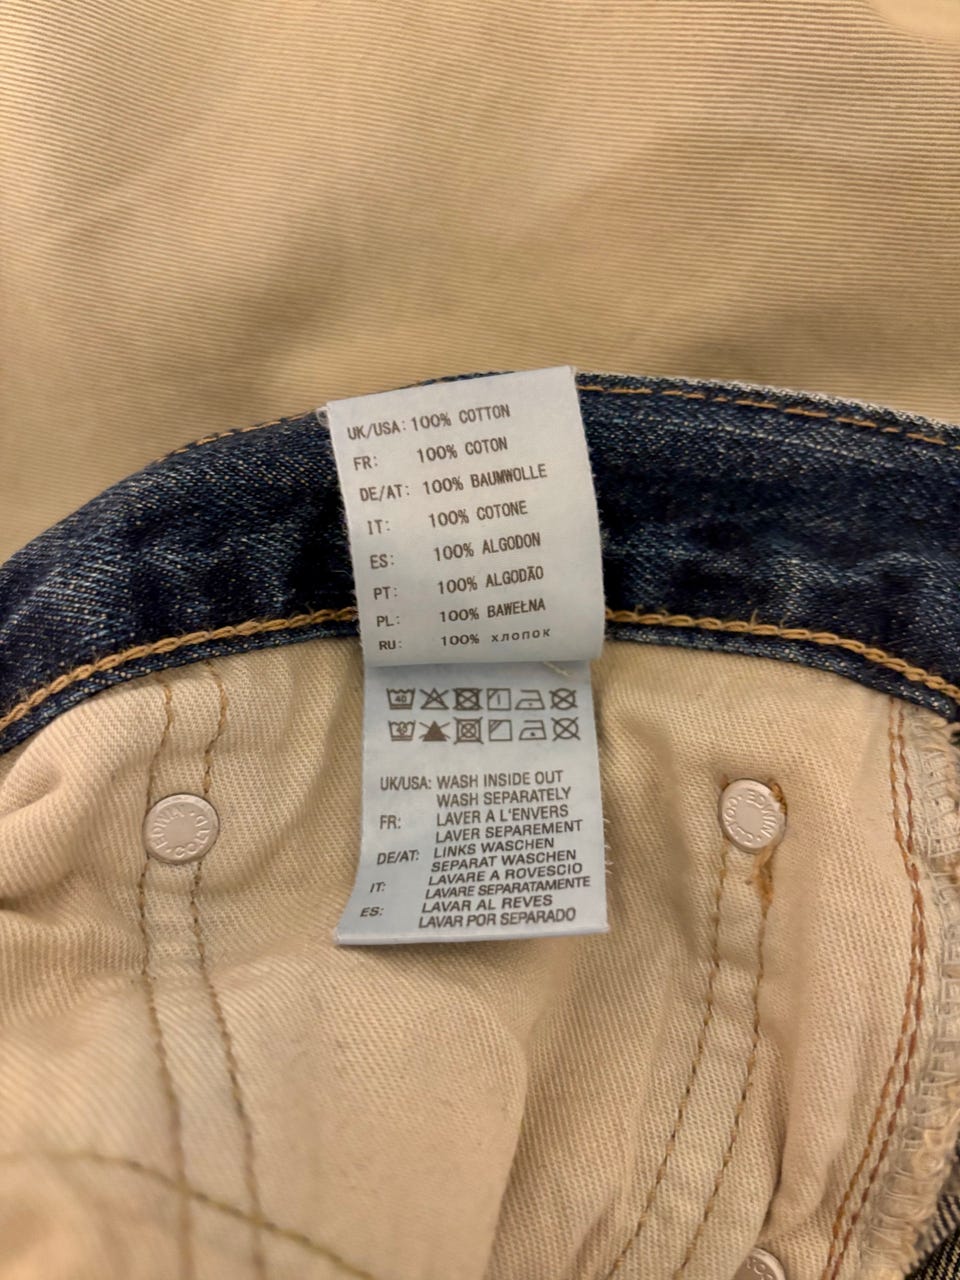 UK/USA: 100% COTTON
FR: 100% COTON
DE/AT: 100% BAUMWOLLE
IT: 100% COTONE
ES: 100% ALGODON
PT: 100% ALGODÃO
PL: 100% BAWEŁNA
RU: 100% хлопок
40
UK/USA: WASH INSIDE OUT
WASH SEPARATELY
FR: LAVER A L'ENVERS
LAVER SEPAREMENT
DE/AT: LINKS WASCHEN
SEPARAT WASCHEN
IT: LAVARE A ROVESCIO
LAVARE SEPARATAMENTE
ES: LAVAR AL REVES
LAVAR POR SEPARADO